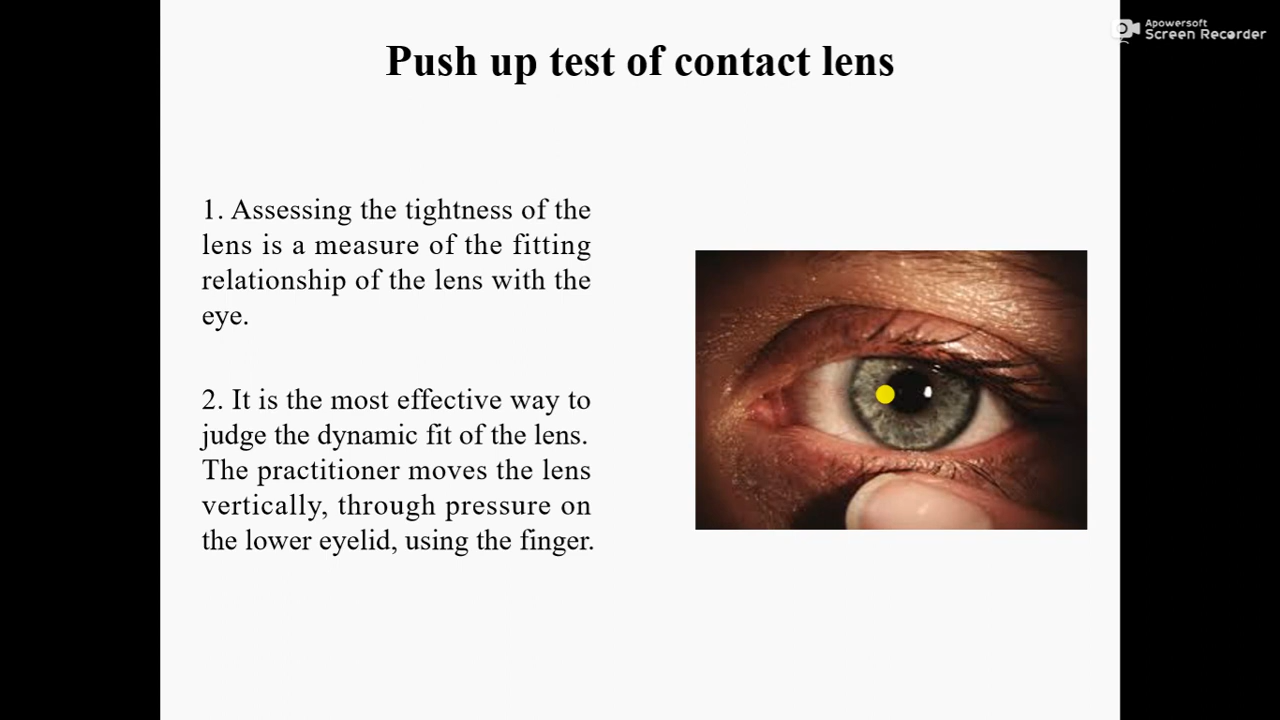 Apowersoft
Screen Recorder
Push up test of contact lens
1. Assessing the tightness of the
lens is a measure of the fitting
relationship of the lens with the
eye.
2. It is the most effective way to
judge the dynamic fit of the lens.
The practitioner moves the lens
vertically, through pressure on
the lower eyelid, using the finger.